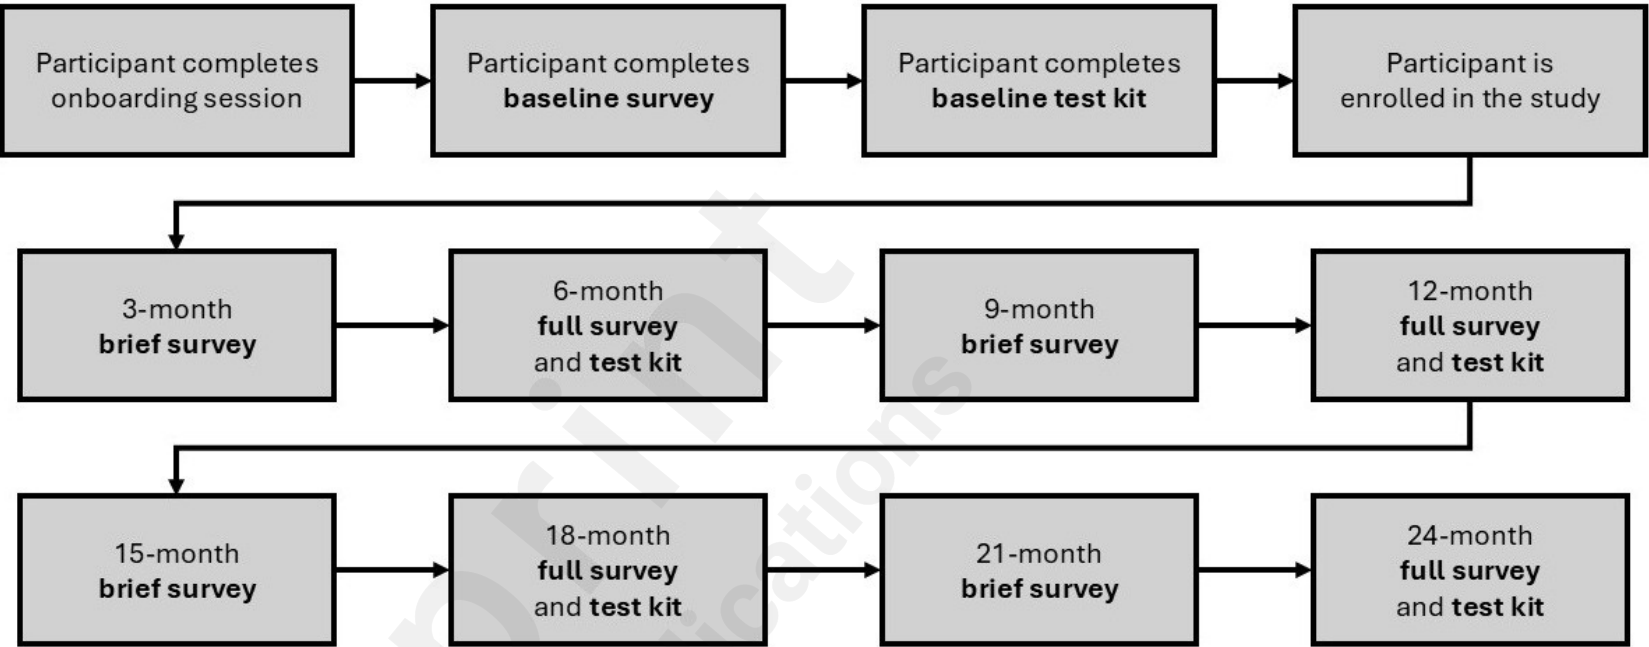 Participant completes
onboarding session
Participant completes
baseline survey
Participant completes
baseline test kit
Participant is
enrolled in the study
3-month
brief survey
6-month
full survey
and test kit
9-month
brief survey
12-month
full survey
and test kit
15-month
brief survey
18-month
full survey
and test kit
21-month
brief survey
24-month
full survey
and test kit
print
lications